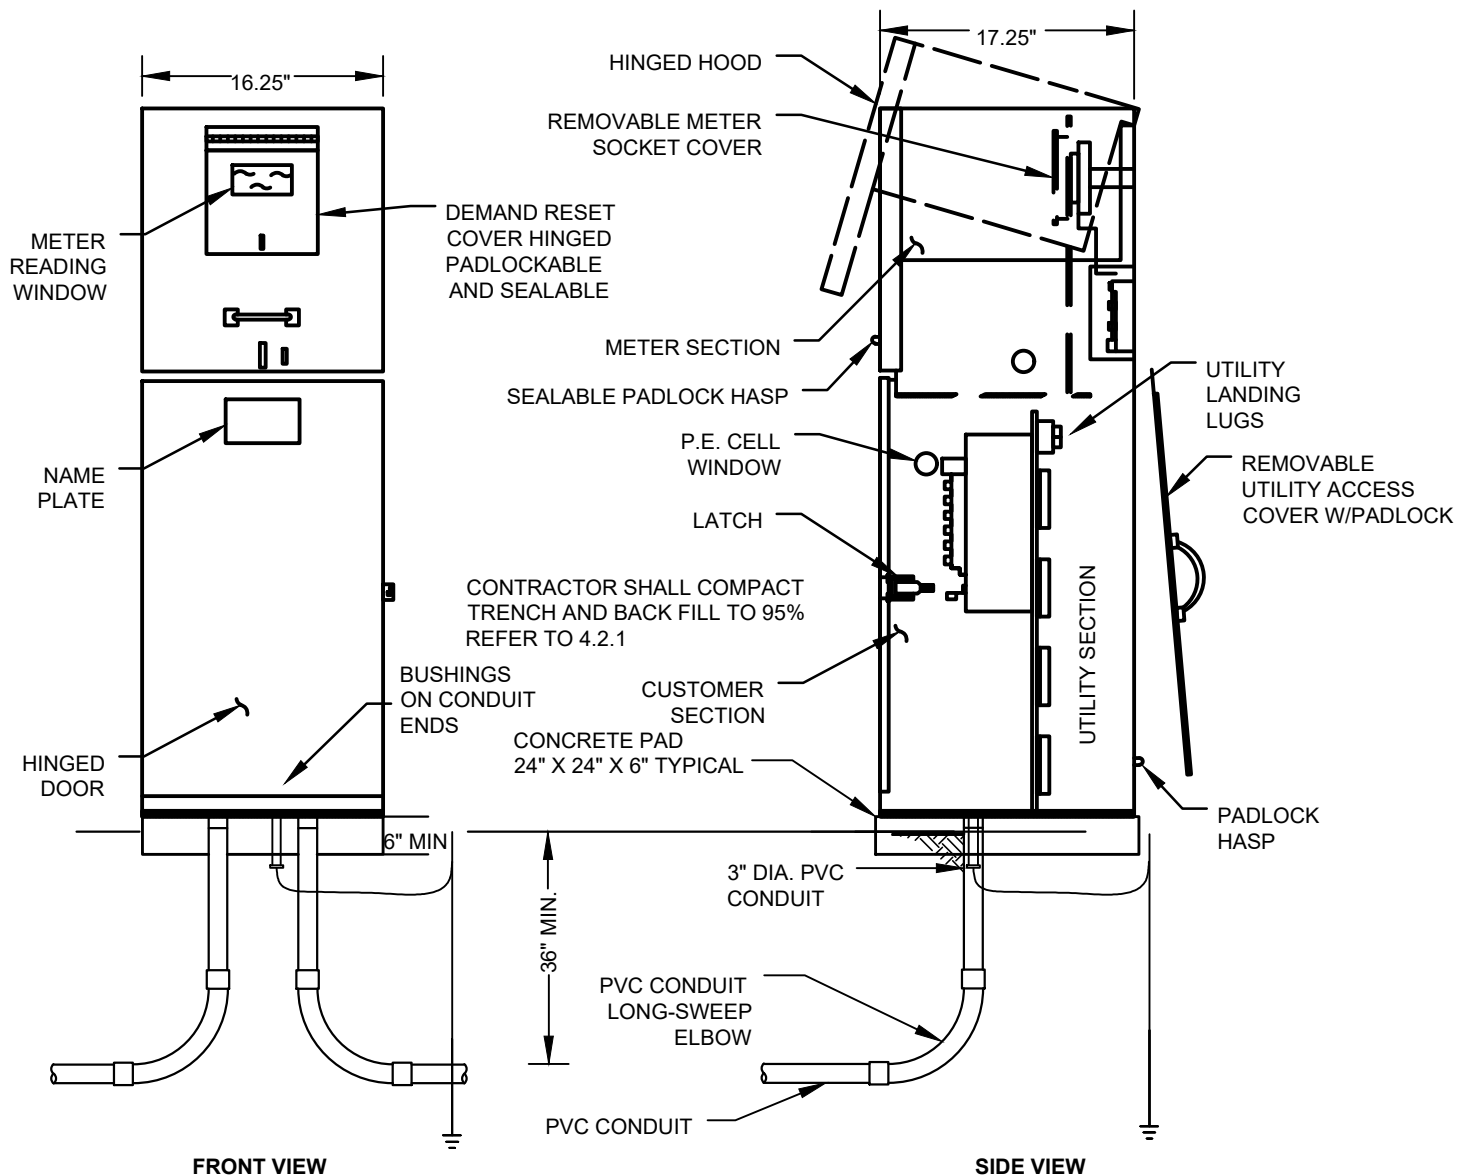 16.25"
METER
READING
WINDOW
DEMAND RESET
COVER HINGED
PADLOCKABLE
AND SEALABLE
NAME
PLATE
HINGED
DOOR
BUSHINGS
ON CONDUIT
ENDS
6" MIN
36" MIN.
FRONT VIEW
17.25"
HINGED HOOD
REMOVABLE METER
SOCKET COVER
METER SECTION
SEALABLE PADLOCK HASP
P.E. CELL
WINDOW
LATCH
CONTRACTOR SHALL COMPACT
TRENCH AND BACK FILL TO 95%
REFER TO 4.2.1
CUSTOMER
SECTION
CONCRETE PAD
24" X 24" X 6" TYPICAL
UTILITY
LANDING
LUGS
REMOVABLE
UTILITY ACCESS
COVER W/PADLOCK
UTILITY SECTION
PADLOCK
HASP
3" DIA. PVC
CONDUIT
PVC CONDUIT
LONG-SWEEP
ELBOW
PVC CONDUIT
SIDE VIEW